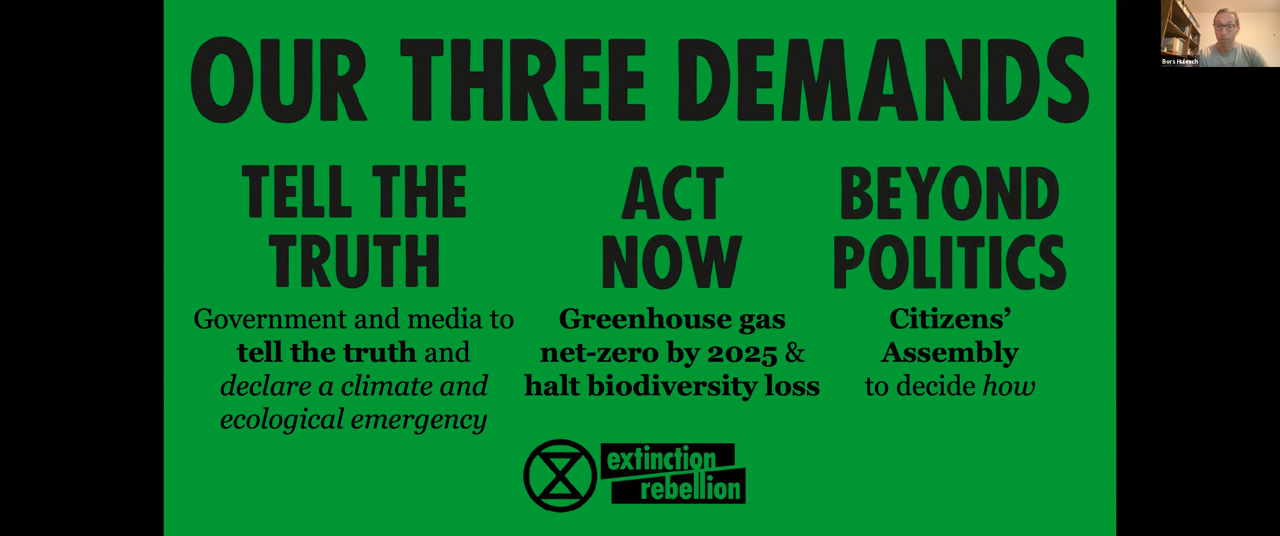 OUR THREE DEMANDS
TELL THE
TRUTH
Government and media to
tell the truth and
declare a climate and
ecological emergency
ACT
NOW
Greenhouse gas
net-zero by 2025 &
halt biodiversity loss
BEYOND
POLITICS
Citizens’
Assembly
to decide how
extinction
rebellion
Bors Hulesch